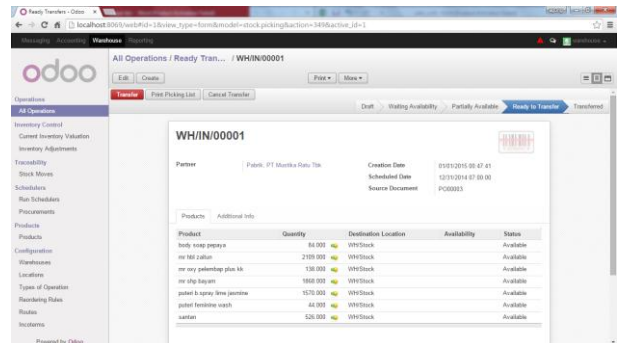 Ready Transfers - Odoo
localhost:8069/web#id=1&view_type=form&model=stock.picking&action=349&active_id=1
Messaging Accounting Warehouse Reporting
warehouse
odoo
All Operations / Ready Tran... / WH/IN/00001
Edit Create Print More
Transfer Print Picking List Cancel Transfer
Draft Waiting Availability Partially Available Ready to Transfer Transferred
Operations
All Operations
Inventory Control
Current Inventory Valuation
Inventory Adjustments
Traceability
Stock Moves
Schedulers
Run Schedulers
Procurements
Products
Products
Configuration
Warehouses
Locations
Types of Operation
Reordering Rules
Routes
Incoterms
Powered by Odoo
WH/IN/00001
Partner Pabrik, PT Mustika Ratu Tbk
Creation Date 01/01/2015 00:47:41
Scheduled Date 12/31/2014 07:00:00
Source Document PO00003
Products Additional Info
Product Quantity Destination Location Availability Status
body soap pepaya 84.000 WH/Stock Available
mr hbl zaitun 2109.000 WH/Stock Available
mr oxy pelembap plus kk 138.000 WH/Stock Available
mr shp bayam 1868.000 WH/Stock Available
puteri b spray lime jasmine 1570.000 WH/Stock Available
puteri feminine wash 44.000 WH/Stock Available
santan 526.000 WH/Stock Available